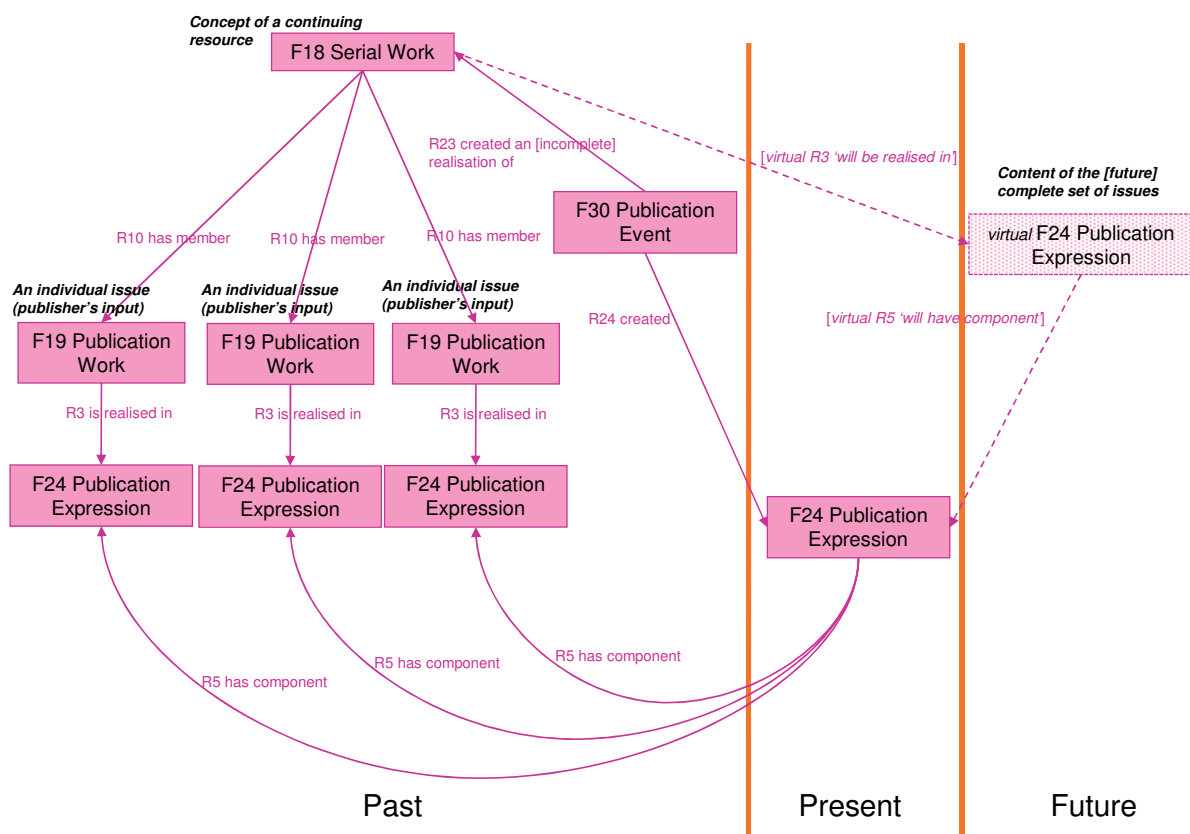 Concept of a continuing
resource
F18 Serial Work
R23 created an [incomplete]
realisation of
[virtual R3 ‘will be realised in’]
Content of the [future]
complete set of issues
F30 Publication
Event
virtual F24 Publication
Expression
R10 has member
R10 has member
R10 has member
An individual issue
(publisher’s input)
An individual issue
(publisher’s input)
An individual issue
(publisher’s input)
R24 created
[virtual R5 ‘will have component’]
F19 Publication
Work
F19 Publication
Work
F19 Publication
Work
R3 is realised in
R3 is realised in
R3 is realised in
F24 Publication
Expression
F24 Publication
Expression
F24 Publication
Expression
F24 Publication
Expression
R5 has component
R5 has component
R5 has component
Past
Present
Future